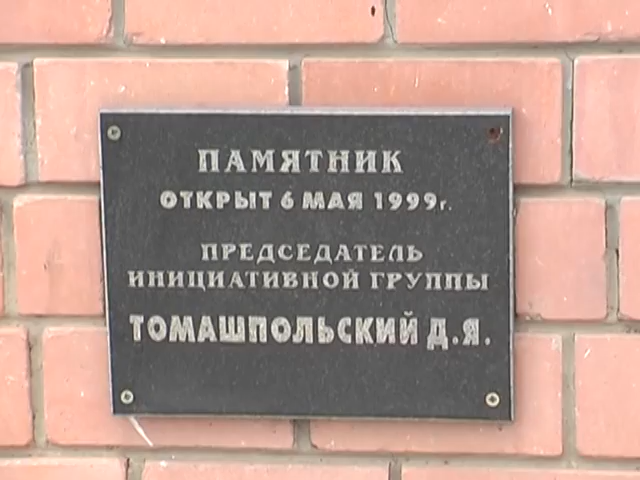 ПАМЯТНИК
ОТКРЫТ 6 МАЯ 1999г.
ПРЕДСЕДАТЕЛЬ
ИНИЦИАТИВНОЙ ГРУППЫ
ТОМАШПОЛЬСКИЙ Д.Я.